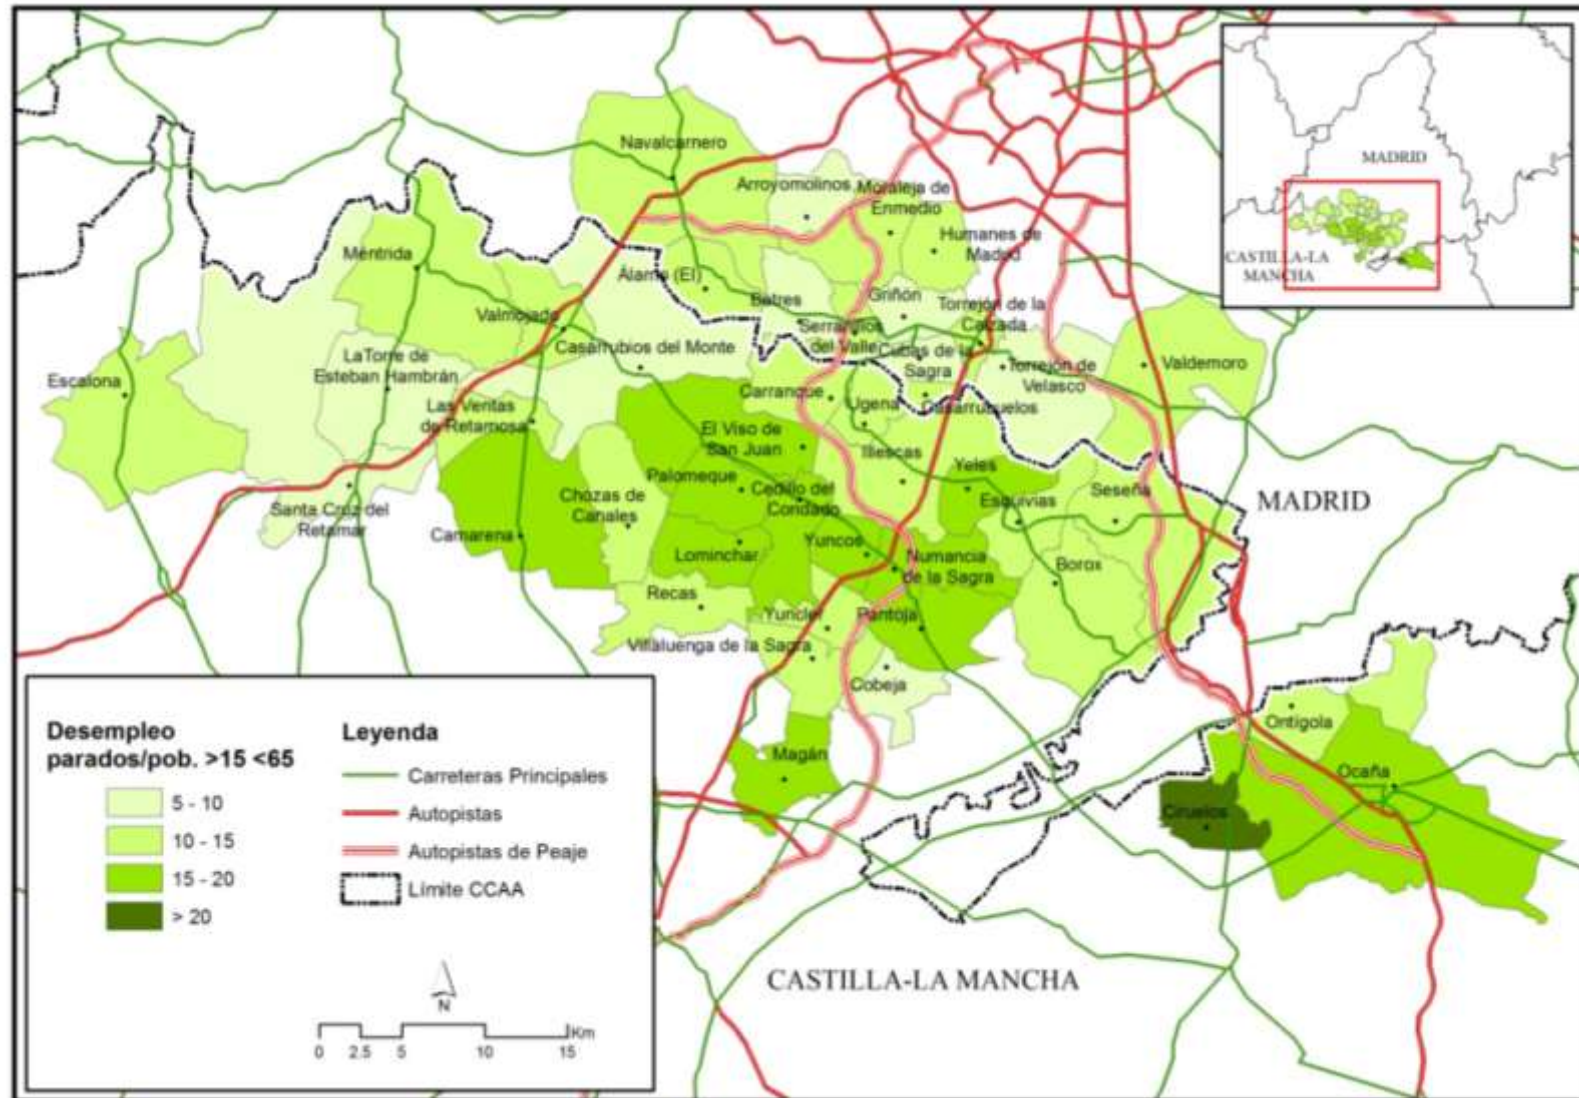 MADRID
CASTILLA-LA
MANCHA
Navalcarnero
Arroyomolinos
Moraleja de
Enmedio
Humanes de
Madrid
Méntrida
Álamo (El)
Batres
Griñón
Torrejón de la
Calzada
Valmojado
Serranillos
del Valle
Cubas de la
Sagra
Casarrubios del Monte
LaTorre de
Esteban Hambrán
Torrejón de
Velasco
Valdemoro
Escalona
Carranque
Ugena
Casarrubuelos
Las Ventas
de Retamosa
El Viso de
San Juan
Illescas
Palomeque
Yeles
Cedillo del
Condado
Esquivias
Seseña
Chozas de
Canales
Santa Cruz del
Retamar
Camarena
Lominchar
Yuncos
Numancia
de la Sagra
Borox
Recas
Yuncler
Pantoja
Villaluenga de la Sagra
Cobeja
Magán
Ontígola
Ocaña
Ciruelos
MADRID
CASTILLA-LA MANCHA
Desempleo
parados/pob. >15 <65
5 - 10
10 - 15
15 - 20
> 20
Leyenda
Carreteras Principales
Autopistas
Autopistas de Peaje
Límite CCAA
N
Km
0 2.5 5 10 15